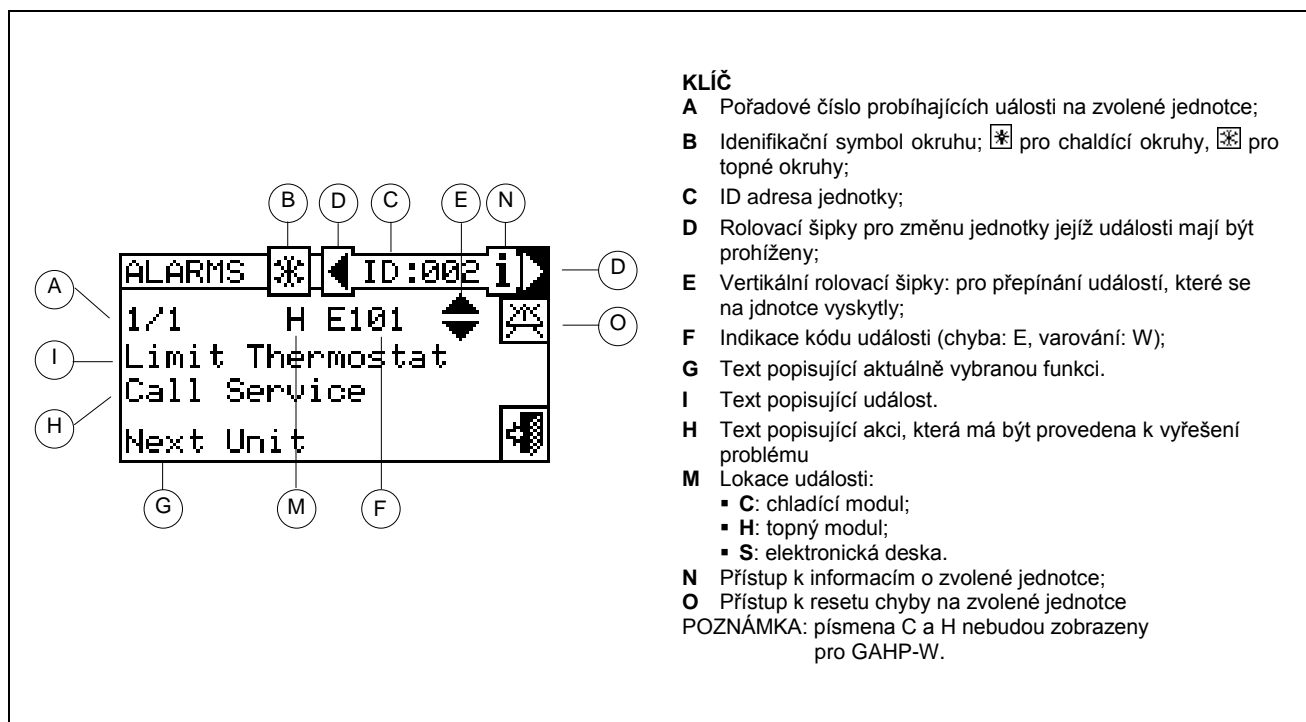 B D C E N
ALARMS ID:002 i
D
A
1/1 H E101
O
I
Limit Thermostat
Call Service
H
Next Unit
G M F
KLÍČ
A Pořadové číslo probíhajících uálosti na zvolené jednotce;
B Idenifikační symbol okruhu; pro chaldící okruhy, pro
topné okruhy;
C ID adresa jednotky;
D Rolovací šipky pro změnu jednotky jejíž události mají být
prohíženy;
E Vertikální rolovací šipky: pro přepínání událostí, které se
na jdnotce vyskytly;
F Indikace kódu události (chyba: E, varování: W);
G Text popisující aktuálně vybranou funkci.
I Text popisující událost.
H Text popisující akci, která má být provedena k vyřešení
problému
M Lokace události:
▪ C: chladící modul;
▪ H: topný modul;
▪ S: elektronická deska.
N Přístup k informacím o zvolené jednotce;
O Přístup k resetu chyby na zvolené jednotce
POZNÁMKA: písmena C a H nebudou zobrazeny
pro GAHP-W.